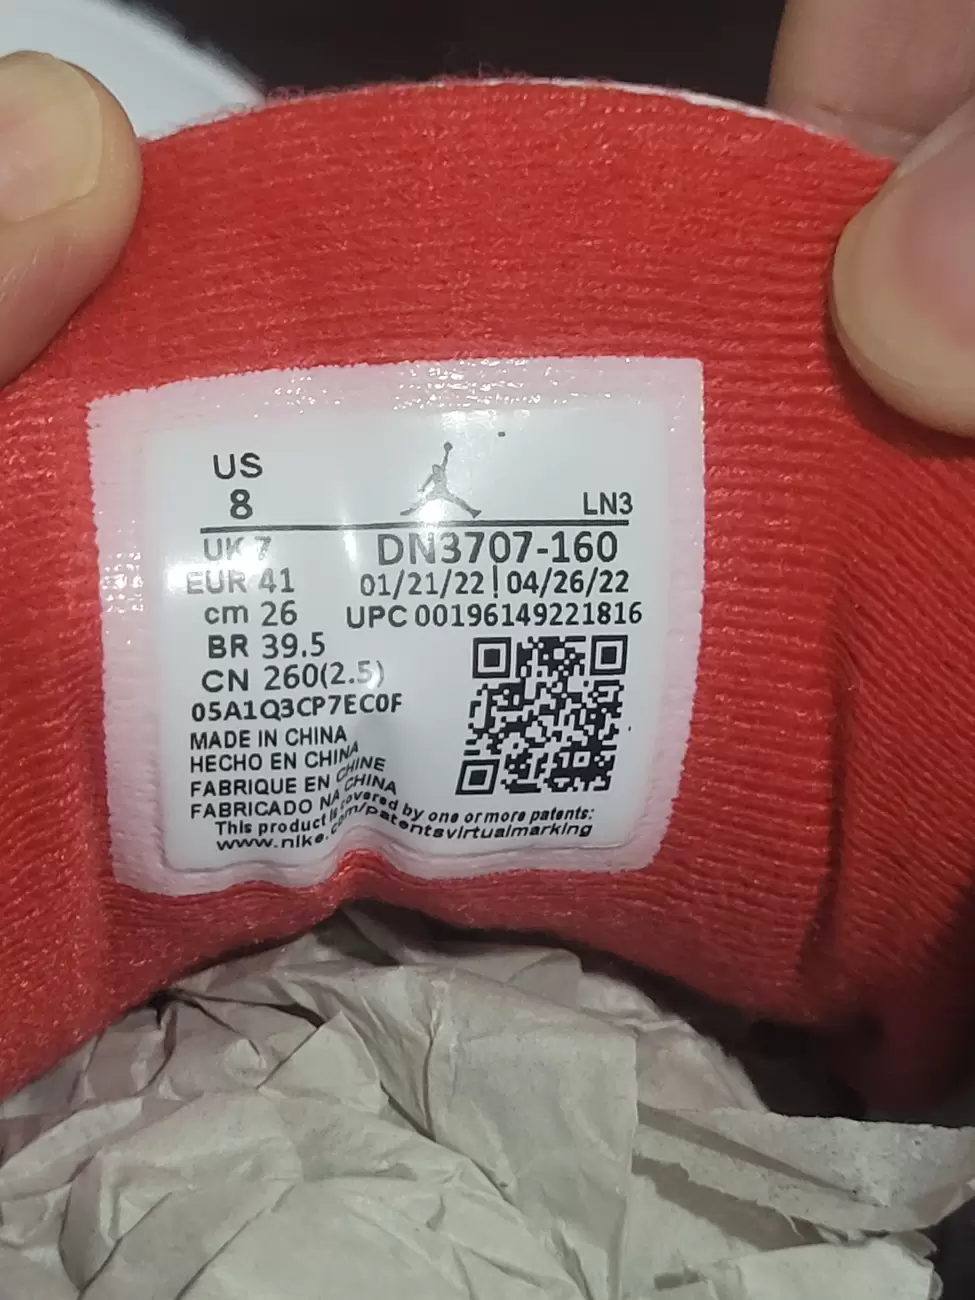 US
8
LN3
UK 7
DN3707-160
EUR 41
01/21/22 | 04/26/22
cm 26
UPC 00196149221816
BR 39.5
CN 260(2.5)
05A1Q3CP7EC0F
MADE IN CHINA
HECHO EN CHINA
FABRIQUE EN CHINE
FABRICADO NA CHINA
This product is covered by one or more patents:
www.nike.com/patentsvirtualmarking